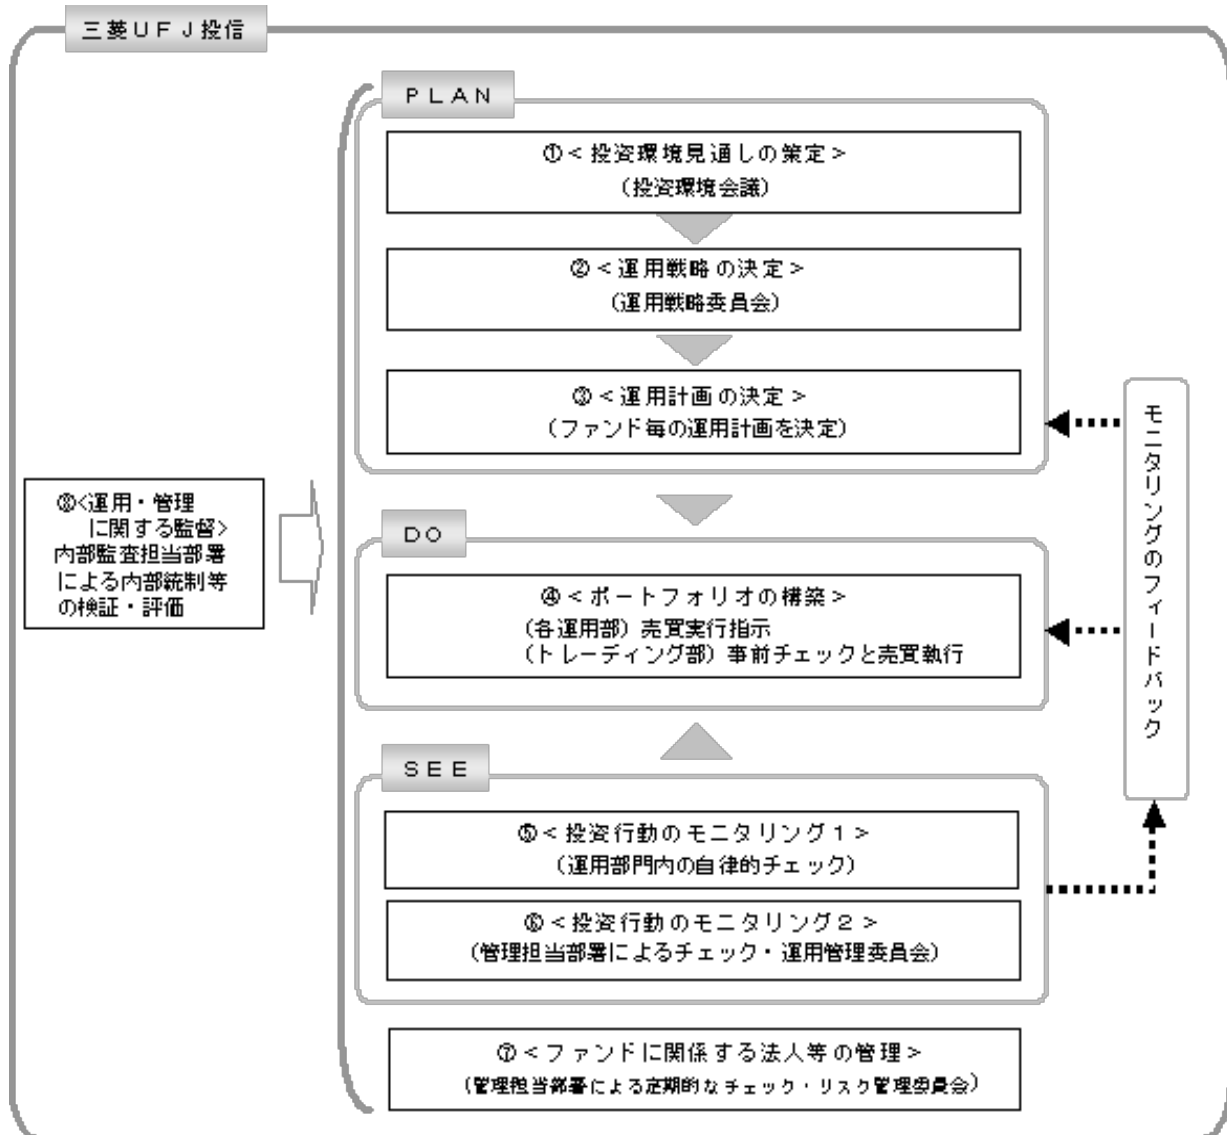 三菱ＵＦＪ投信
ＰＬＡＮ
①＜投資環境見通しの策定＞
（投資環境会議）
②＜運用戦略の決定＞
（運用戦略委員会）
③＜運用計画の決定＞
（ファンド毎の運用計画を決定）
⑧<運用・管理
に関する監督>
内部監査担当部署
による内部統制等
の検証・評価
ＤＯ
④＜ポートフォリオの構築＞
（各運用部）売買実行指示
（トレーディング部）事前チェックと売買執行
モニタリングのフィードバック
ＳＥＥ
⑤＜投資行動のモニタリング１＞
（運用部門内の自律的チェック）
⑥＜投資行動のモニタリング２＞
（管理担当部署によるチェック・運用管理委員会）
⑦＜ファンドに関係する法人等の管理＞
（管理担当部署による定期的なチェック・リスク管理委員会）